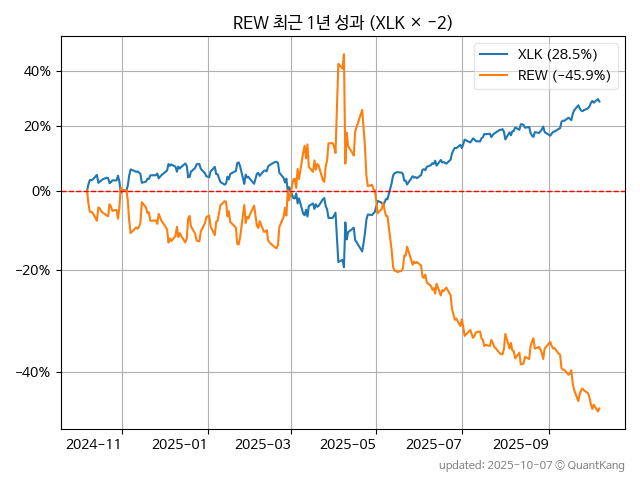 REW 최근 1년 성과 (XLK × −2)
XLK (28.5%)
REW (−45.9%)
40%
20%
0%
−20%
−40%
2024-11 2025-01 2025-03 2025-05 2025-07 2025-09
updated: 2025-10-07 © QuantKang